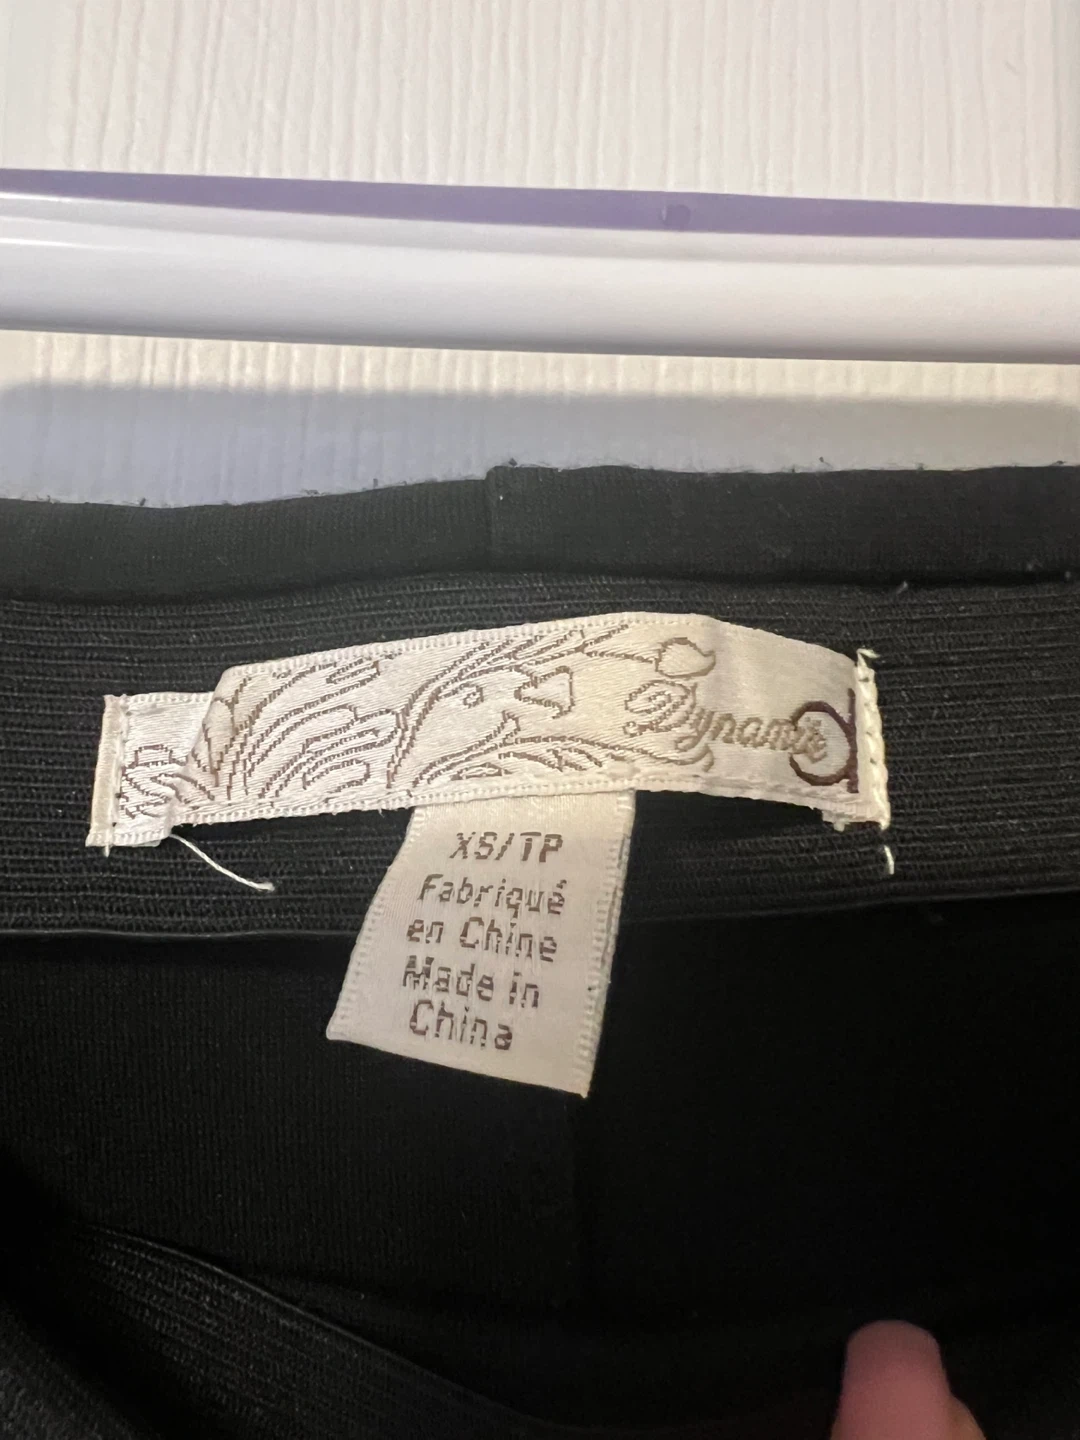 Dynamite
d
XS/TP
Fabriqué
en Chine
Made in
China